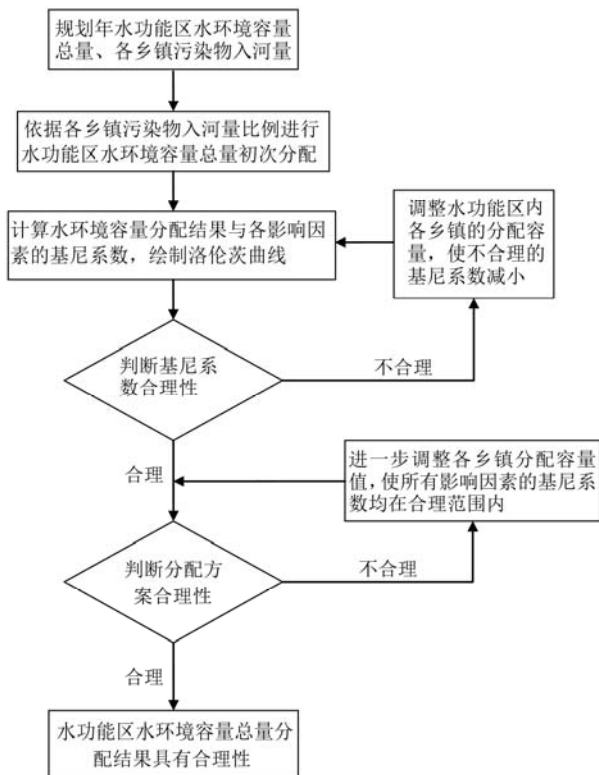 规划年水功能区水环境容量
总量、各乡镇污染物入河量
依据各乡镇污染物入河量比例进行
水功能区水环境容量总量初次分配
计算水环境容量分配结果与各影响因
素的基尼系数，绘制洛伦茨曲线
调整水功能区内
各乡镇的分配容
量，使不合理的
基尼系数减小
判断基尼系
数合理性
不合理
合理
进一步调整各乡镇分配容量
值，使所有影响因素的基尼系
数均在合理范围内
判断分配方
案合理性
不合理
合理
水功能区水环境容量总量分
配结果具有合理性